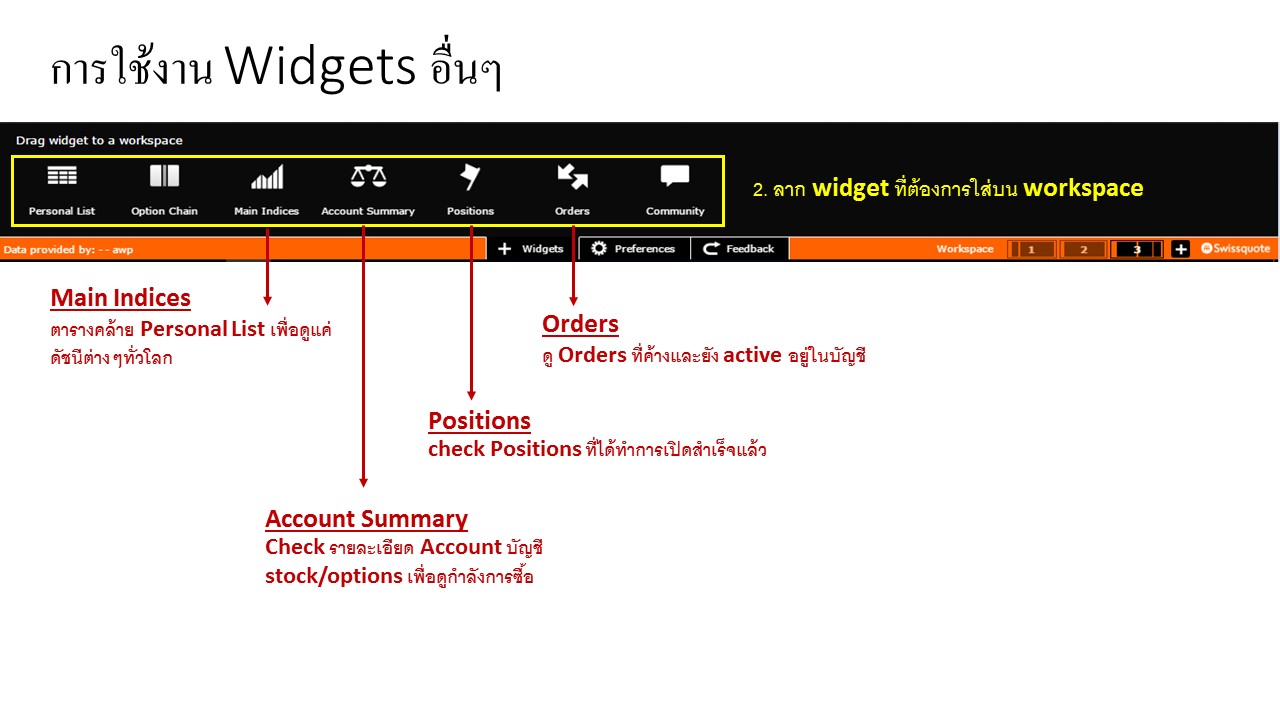 การใช้งาน Widgets อื่นๆ
Drag widget to a workspace
Personal List
Option Chain
Main Indices
Account Summary
Positions
Orders
Community
2. ลาก widget ที่ต้องการใส่บน workspace
Data provided by: - - awp
Widgets
Preferences
Feedback
Workspace
1
2
3
Swissquote
Main Indices
ตารางคล้าย Personal List เพื่อดูแค่
ดัชนีต่างๆทั่วโลก
Orders
ดู Orders ที่ค้างและยัง active อยู่ในบัญชี
Positions
check Positions ที่ได้ทำการเปิดสำเร็จแล้ว
Account Summary
Check รายละเอียด Account บัญชี
stock/options เพื่อดูกำลังการซื้อ